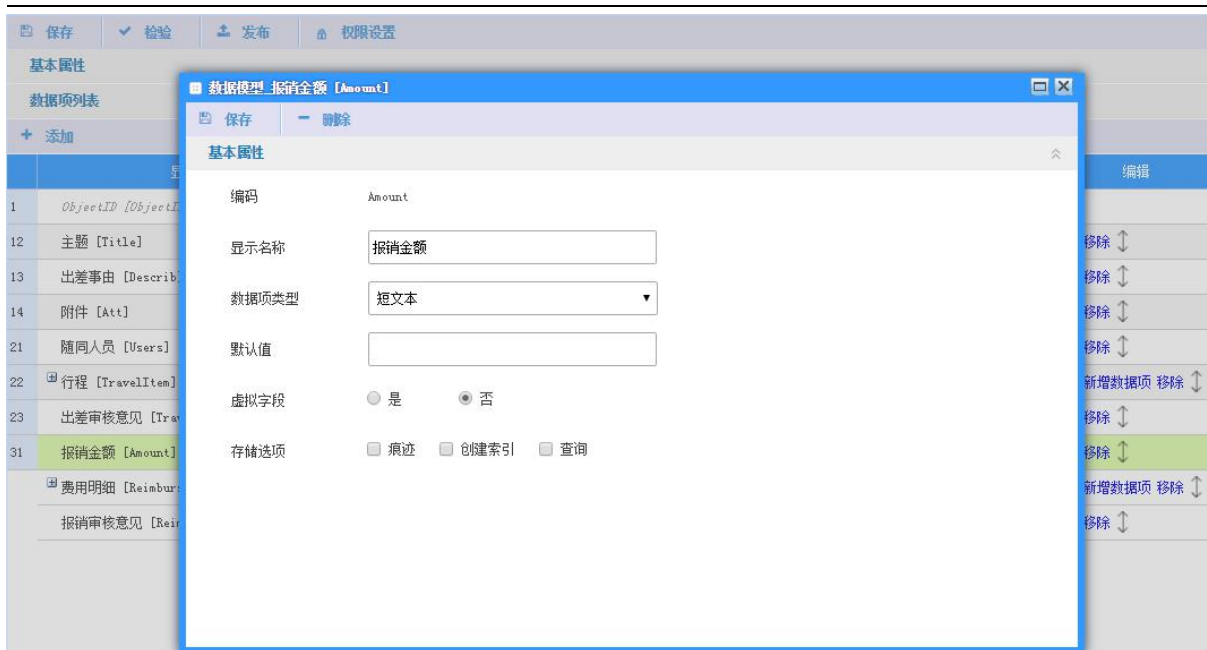 保存 检验 发布 权限设置
基本属性
数据项列表
添加
编辑
1 ObjectID
12 主题 [Title] 移除
13 出差事由 [Describ 移除
14 附件 [Att] 移除
21 随同人员 [Users] 移除
22 行程 [TravelItem] 新增数据项 移除
23 出差审核意见 [Tra 移除
31 报销金额 [Amount] 移除
费用明细 [Reimburs 新增数据项 移除
报销审核意见 [Rei 移除
数据模型_报销金额 [Amount]
保存 删除
基本属性
编码 Amount
显示名称 报销金额
数据项类型 短文本
默认值
虚拟字段 是 否
存储选项 痕迹 创建索引 查询